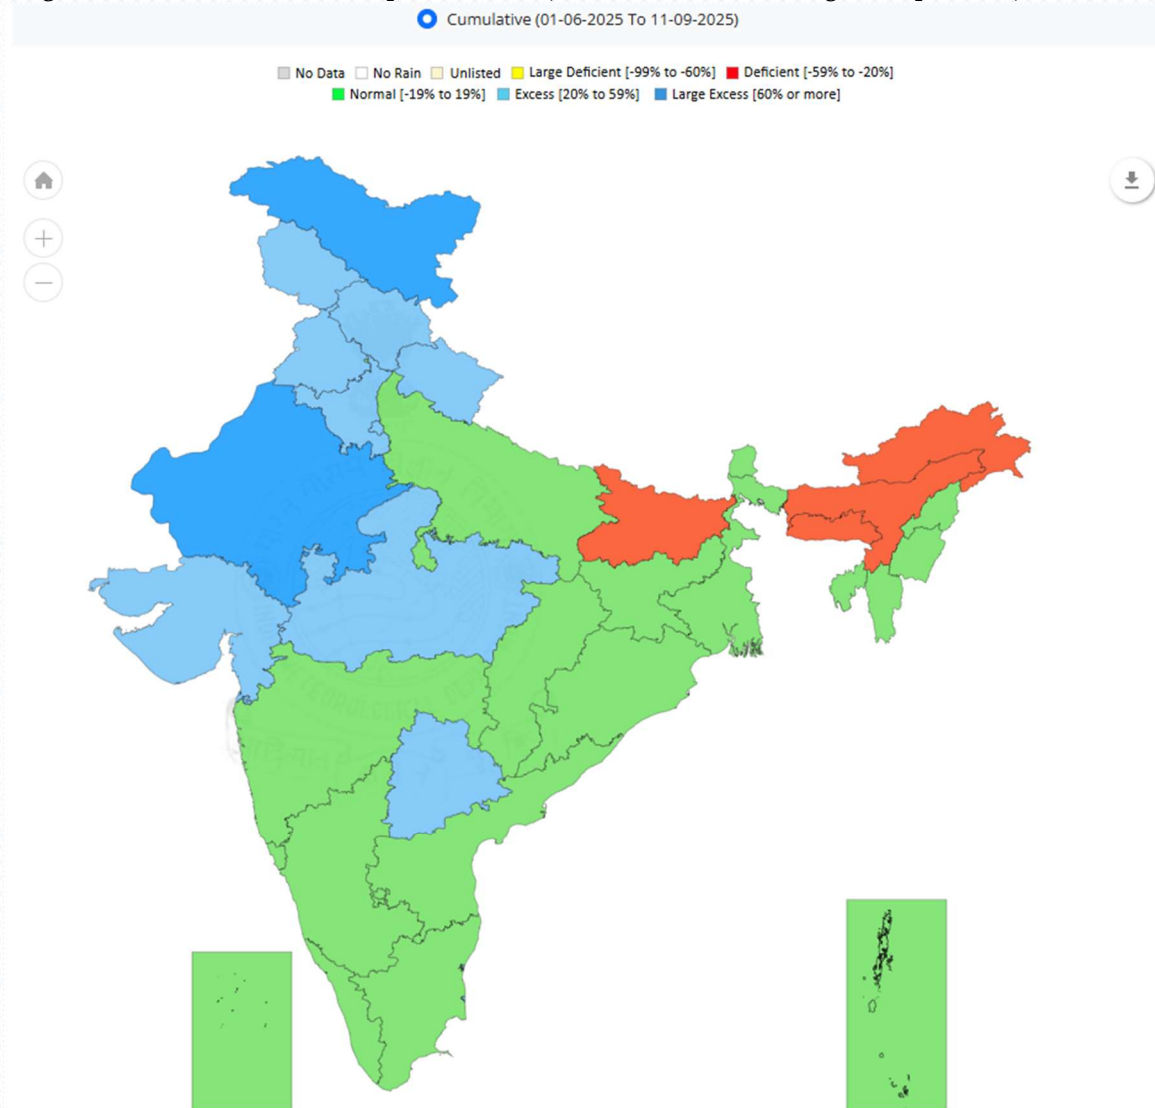 Cumulative (01-06-2025 To 11-09-2025)
No Data No Rain Unlisted Large Deficient [-99% to -60%] Deficient [-59% to -20%]
Normal [-19% to 19%] Excess [20% to 59%] Large Excess [60% or more]